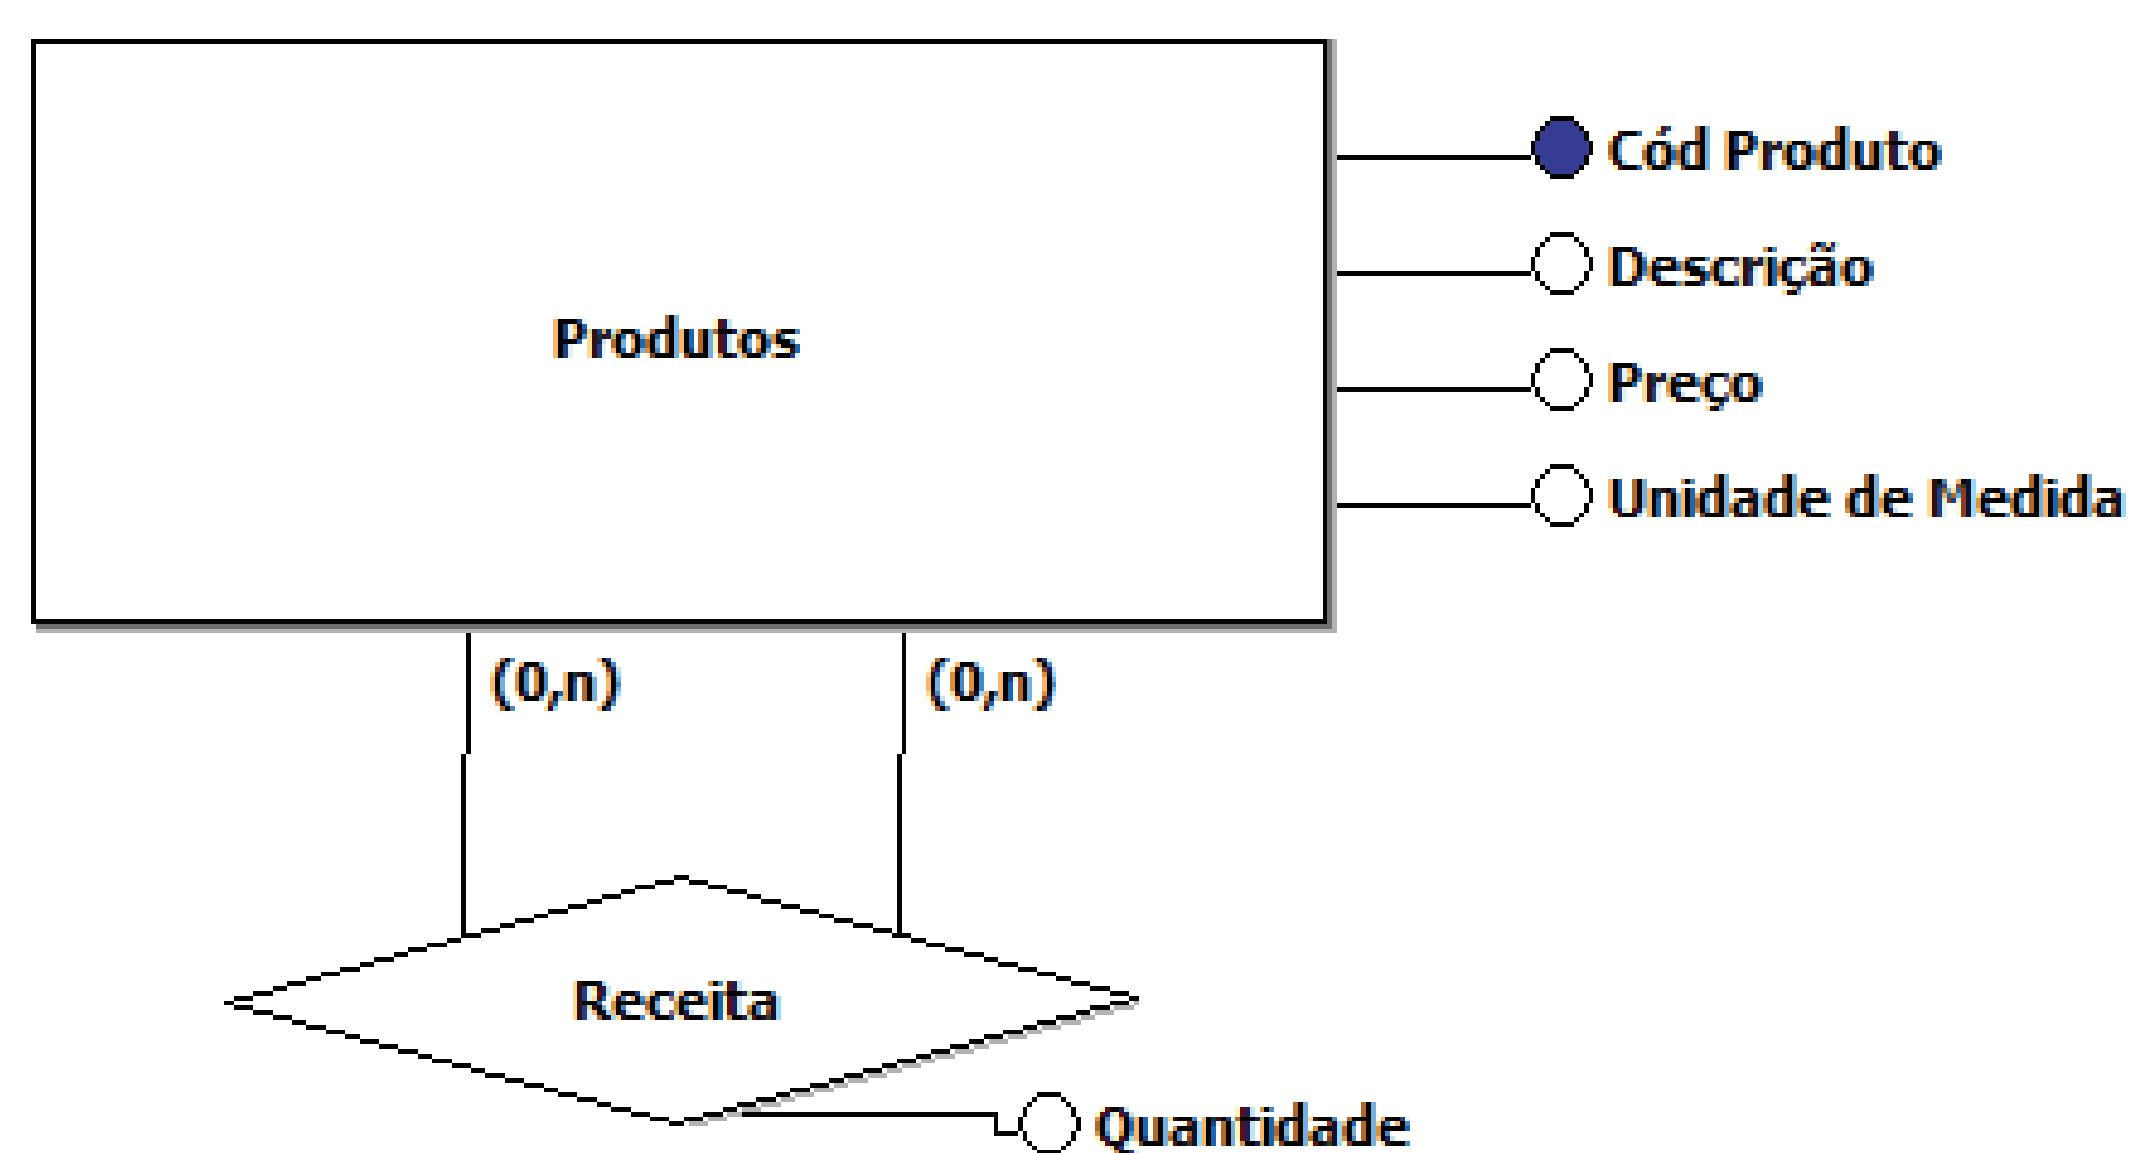 Produtos
Cód Produto
Descrição
Preço
Unidade de Medida
(0,n)
(0,n)
Receita
Quantidade